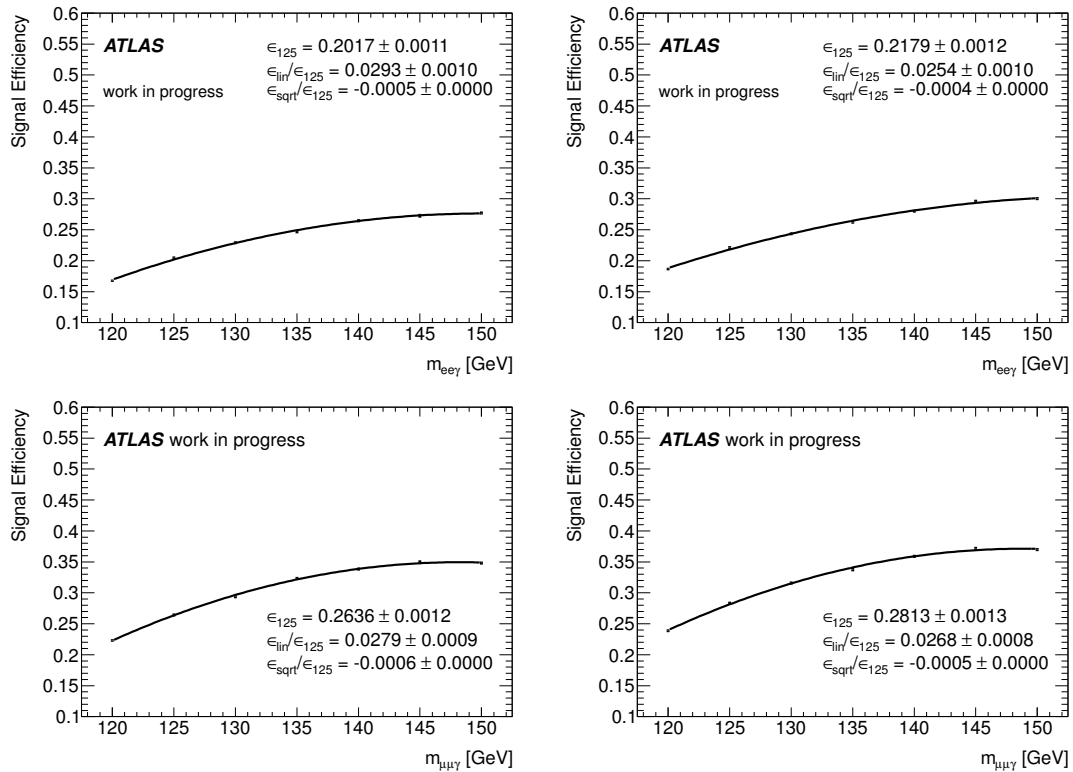 Signal Efficiency
0.6
0.55
0.5
0.45
0.4
0.35
0.3
0.25
0.2
0.15
0.1
ATLAS
work in progress
ϵ125 = 0.2017 ± 0.0011
ϵlin/ϵ125 = 0.0293 ± 0.0010
ϵsqrt/ϵ125 = -0.0005 ± 0.0000
120 125 130 135 140 145 150
meeγ [GeV]
Signal Efficiency
0.6
0.55
0.5
0.45
0.4
0.35
0.3
0.25
0.2
0.15
0.1
ATLAS
work in progress
ϵ125 = 0.2179 ± 0.0012
ϵlin/ϵ125 = 0.0254 ± 0.0010
ϵsqrt/ϵ125 = -0.0004 ± 0.0000
120 125 130 135 140 145 150
meeγ [GeV]
Signal Efficiency
0.6
0.55
0.5
0.45
0.4
0.35
0.3
0.25
0.2
0.15
0.1
ATLAS work in progress
ϵ125 = 0.2636 ± 0.0012
ϵlin/ϵ125 = 0.0279 ± 0.0009
ϵsqrt/ϵ125 = -0.0006 ± 0.0000
120 125 130 135 140 145 150
mμμγ [GeV]
Signal Efficiency
0.6
0.55
0.5
0.45
0.4
0.35
0.3
0.25
0.2
0.15
0.1
ATLAS work in progress
ϵ125 = 0.2813 ± 0.0013
ϵlin/ϵ125 = 0.0268 ± 0.0008
ϵsqrt/ϵ125 = -0.0005 ± 0.0000
120 125 130 135 140 145 150
mμμγ [GeV]